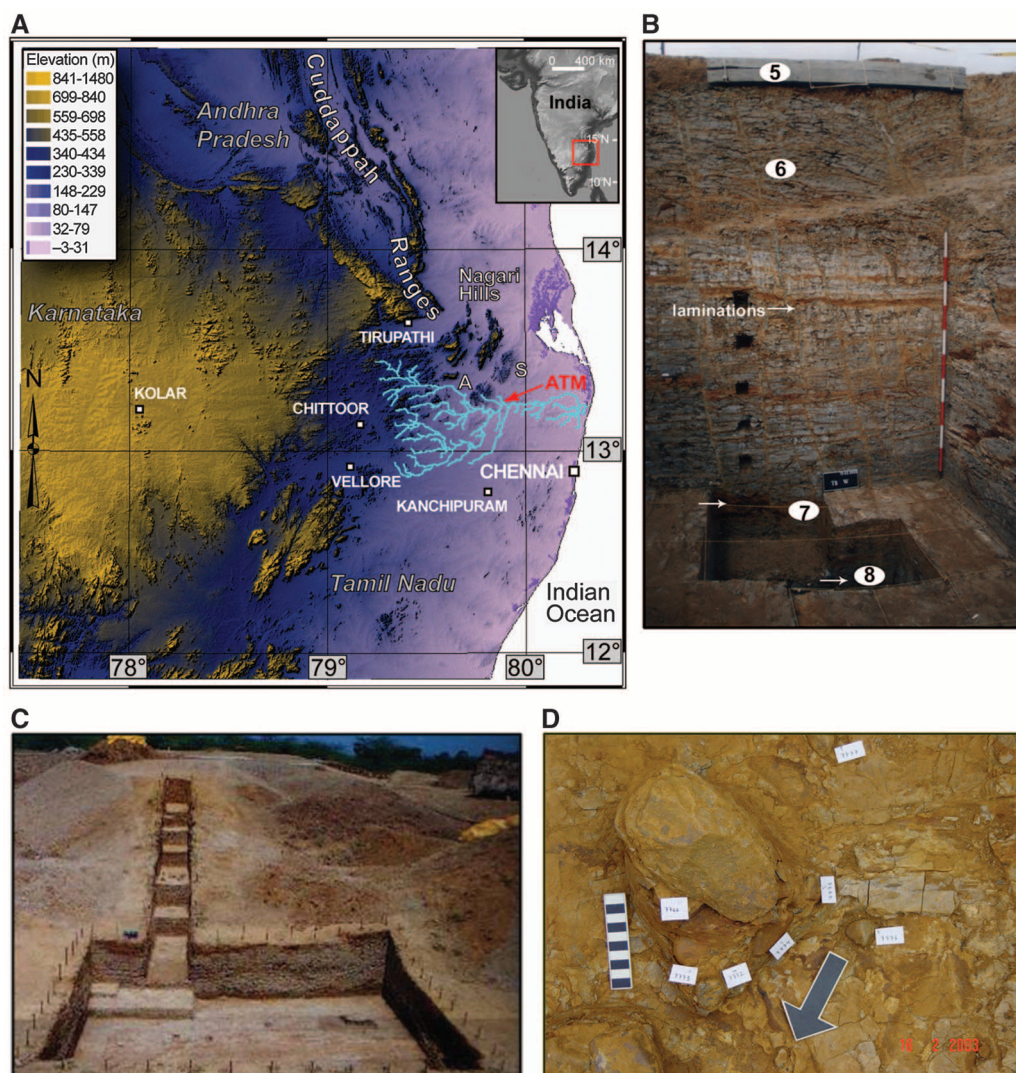 A
Elevation (m)
841-1480
699-840
559-698
435-558
340-434
230-339
148-229
80-147
32-79
–3-31
Andhra
Pradesh
Cuddappah
Ranges
0 400 km
India
15°N
10°N
14°
Nagari
Hills
Karnataka
TIRUPATHI
N
A
S
ATM
KOLAR
CHITTOOR
13°
VELLORE
CHENNAI
KANCHIPURAM
Tamil Nadu
Indian
Ocean
78°
79°
80°
12°
B
5
6
laminations
7
8
C
D